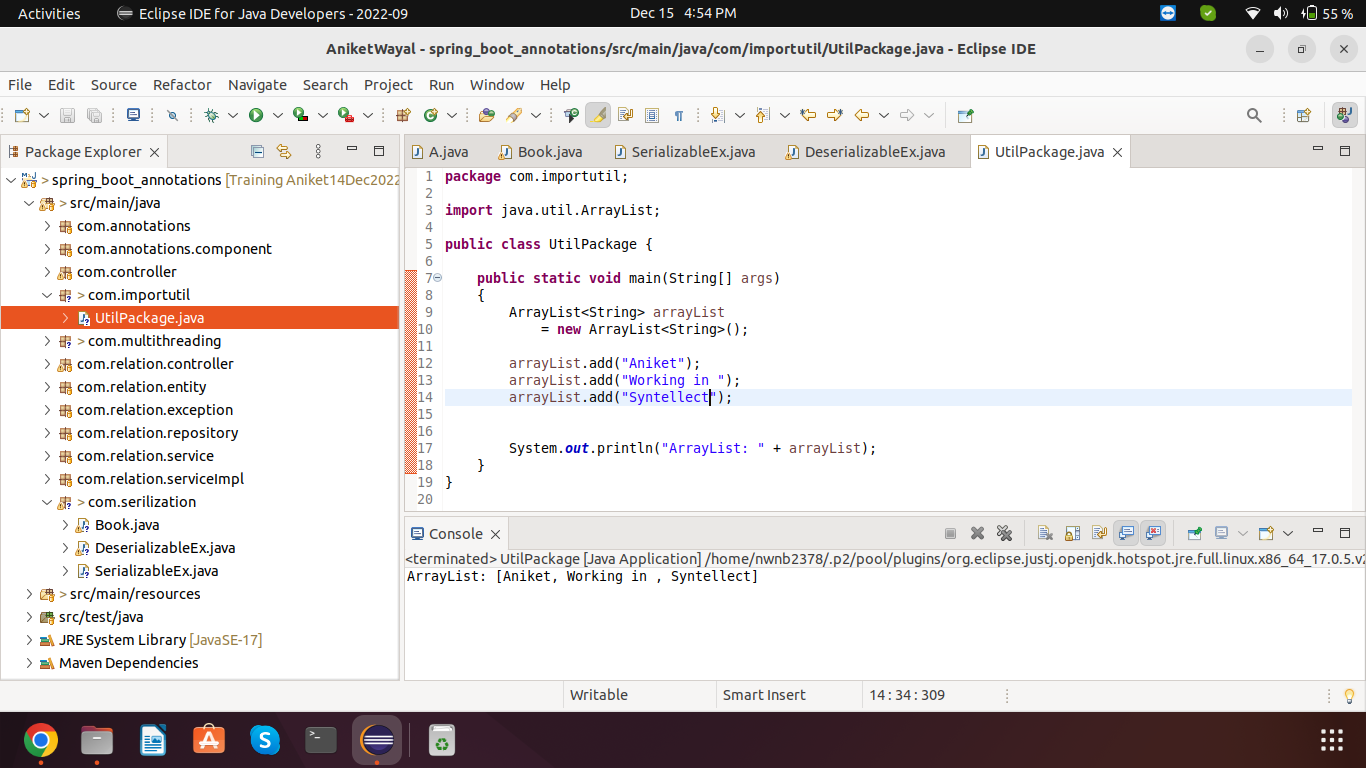 Activities Eclipse IDE for Java Developers - 2022-09 Dec 15 4:54 PM 55 %
AniketWayal - spring_boot_annotations/src/main/java/com/importutil/UtilPackage.java - Eclipse IDE
File Edit Source Refactor Navigate Search Project Run Window Help
Package Explorer
> spring_boot_annotations [Training Aniket14Dec2022
> src/main/java
com.annotations
com.annotations.component
com.controller
> com.importutil
UtilPackage.java
> com.multithreading
com.relation.controller
com.relation.entity
com.relation.exception
com.relation.repository
com.relation.service
com.relation.serviceImpl
> com.serilization
Book.java
DeserializableEx.java
SerializableEx.java
> src/main/resources
src/test/java
JRE System Library [JavaSE-17]
Maven Dependencies
A.java Book.java SerializableEx.java DeserializableEx.java UtilPackage.java
1 package com.importutil;
2
3 import java.util.ArrayList;
4
5 public class UtilPackage {
6
7 public static void main(String[] args)
8 {
9 ArrayList<String> arrayList
10 = new ArrayList<String>();
11
12 arrayList.add("Aniket");
13 arrayList.add("Working in ");
14 arrayList.add("Syntellect");
15
16
17 System.out.println("ArrayList: " + arrayList);
18 }
19 }
20
Console
<terminated> UtilPackage [Java Application] /home/nwnb2378/.p2/pool/plugins/org.eclipse.justj.openjdk.hotspot.jre.full.linux.x86_64_17.0.5.v2
ArrayList: [Aniket, Working in , Syntellect]
Writable Smart Insert 14 : 34 : 309